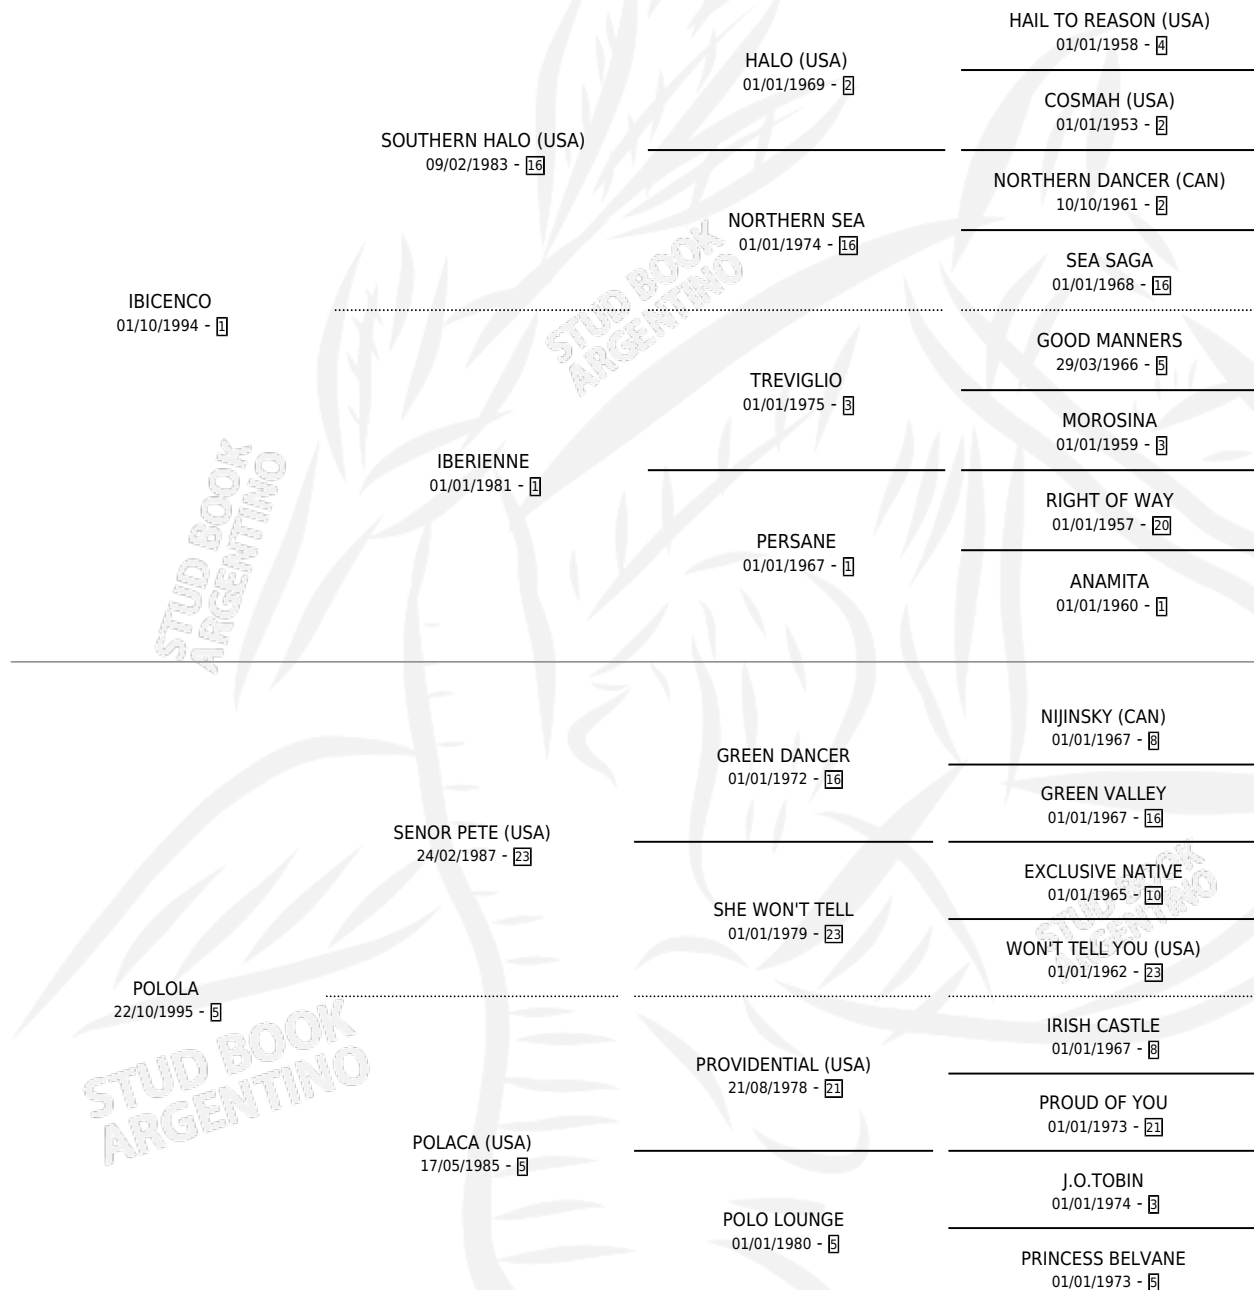 HAIL TO REASON (USA)
01/01/1958 - 4
HALO (USA)
01/01/1969 - 2
COSMAH (USA)
01/01/1953 - 2
SOUTHERN HALO (USA)
09/02/1983 - 16
NORTHERN DANCER (CAN)
10/10/1961 - 2
NORTHERN SEA
01/01/1974 - 16
SEA SAGA
01/01/1968 - 16
IBICENCO
01/10/1994 - 1
STUD BOOK
ARGENTINO
GOOD MANNERS
29/03/1966 - 5
TREVIGLIO
01/01/1975 - 3
MOROSINA
01/01/1959 - 3
IBERIENNE
01/01/1981 - 1
RIGHT OF WAY
01/01/1957 - 20
PERSANE
01/01/1967 - 1
ANAMITA
01/01/1960 - 1
STUD BOOK
ARGENTINO
NIJINSKY (CAN)
01/01/1967 - 8
GREEN DANCER
01/01/1972 - 16
GREEN VALLEY
01/01/1967 - 16
SENOR PETE (USA)
24/02/1987 - 23
EXCLUSIVE NATIVE
01/01/1965 - 10
SHE WON'T TELL
01/01/1979 - 23
STUD BOOK
ARGENTINO
WON'T TELL YOU (USA)
01/01/1962 - 23
POLOLA
22/10/1995 - 5
STUD BOOK
ARGENTINO
IRISH CASTLE
01/01/1967 - 8
PROVIDENTIAL (USA)
21/08/1978 - 21
PROUD OF YOU
01/01/1973 - 21
POLACA (USA)
17/05/1985 - 5
J.O.TOBIN
01/01/1974 - 3
POLO LOUNGE
01/01/1980 - 5
PRINCESS BELVANE
01/01/1973 - 5